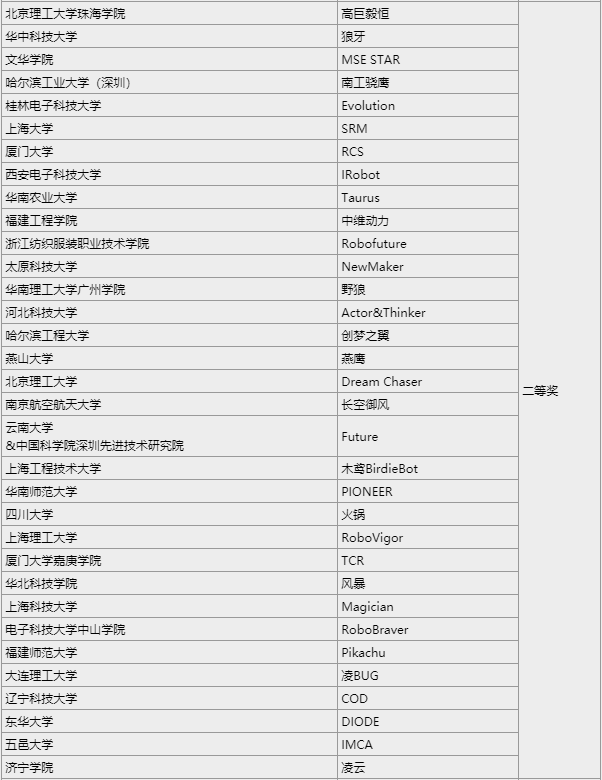 北京理工大学珠海学院 高巨毅恒
华中科技大学 狼牙
文华学院 MSE STAR
哈尔滨工业大学（深圳） 南工骁鹰
桂林电子科技大学 Evolution
上海大学 SRM
厦门大学 RCS
西安电子科技大学 IRobot
华南农业大学 Taurus
福建工程学院 中维动力
浙江纺织服装职业技术学院 Robofuture
太原科技大学 NewMaker
华南理工大学广州学院 野狼
河北科技大学 Actor&Thinker
哈尔滨工程大学 创梦之翼
燕山大学 燕鹰
北京理工大学 Dream Chaser
二等奖
南京航空航天大学 长空御风
云南大学
&中国科学院深圳先进技术研究院 Future
上海工程技术大学 木鸢BirdieBot
华南师范大学 PIONEER
四川大学 火锅
上海理工大学 RoboVigor
厦门大学嘉庚学院 TCR
华北科技学院 风暴
上海科技大学 Magician
电子科技大学中山学院 RoboBraver
福建师范大学 Pikachu
大连理工大学 凌BUG
辽宁科技大学 COD
东华大学 DIODE
五邑大学 IMCA
济宁学院 凌云